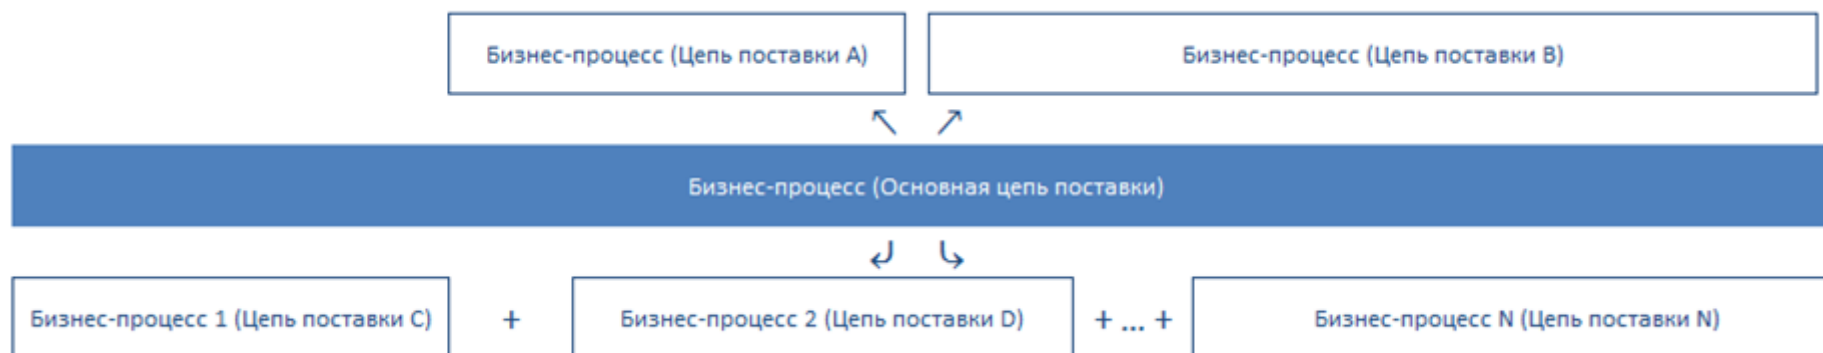 Бизнес-процесс (Цепь поставки А) Бизнес-процесс (Цепь поставки В)
Бизнес-процесс (Основная цепь поставки)
Бизнес-процесс 1 (Цепь поставки С) + Бизнес-процесс 2 (Цепь поставки D) + ... + Бизнес-процесс N (Цепь поставки N)